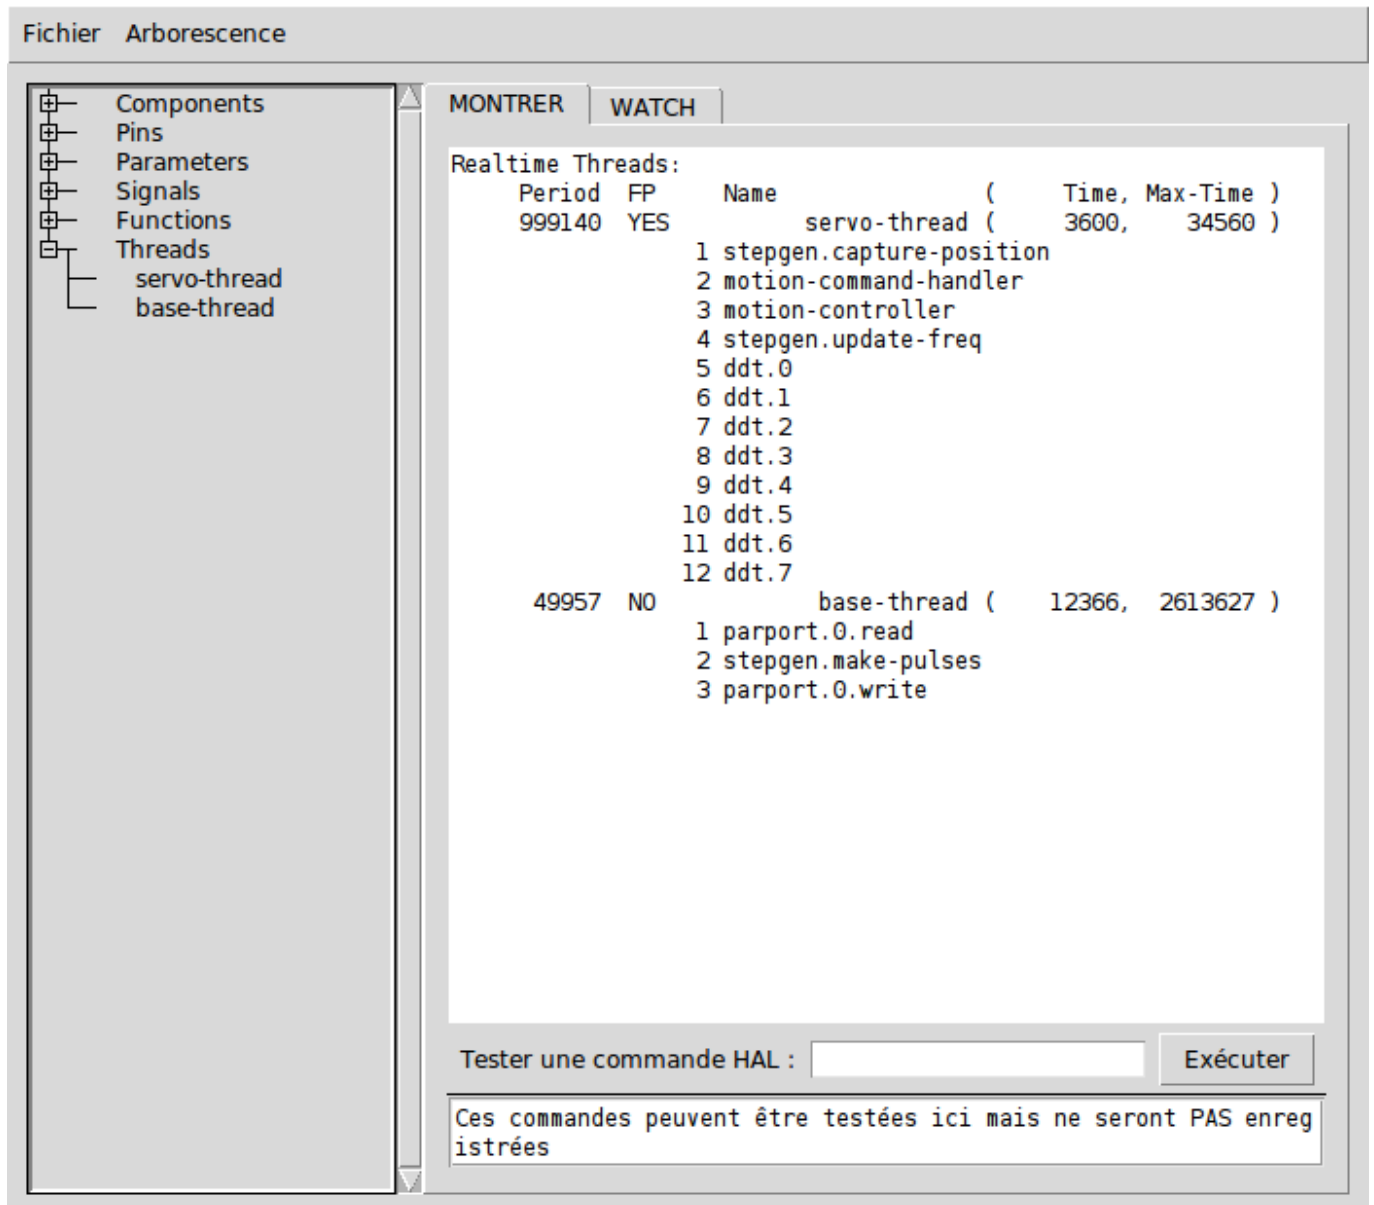 Fichier Arborescence
Components
Pins
Parameters
Signals
Functions
Threads
servo-thread
base-thread
MONTRER WATCH
Realtime Threads:
Period FP Name ( Time, Max-Time )
999140 YES servo-thread ( 3600, 34560 )
1 stepgen.capture-position
2 motion-command-handler
3 motion-controller
4 stepgen.update-freq
5 ddt.0
6 ddt.1
7 ddt.2
8 ddt.3
9 ddt.4
10 ddt.5
11 ddt.6
12 ddt.7
49957 NO base-thread ( 12366, 2613627 )
1 parport.0.read
2 stepgen.make-pulses
3 parport.0.write
Tester une commande HAL : Exécuter
Ces commandes peuvent être testées ici mais ne seront PAS enreg
istrées